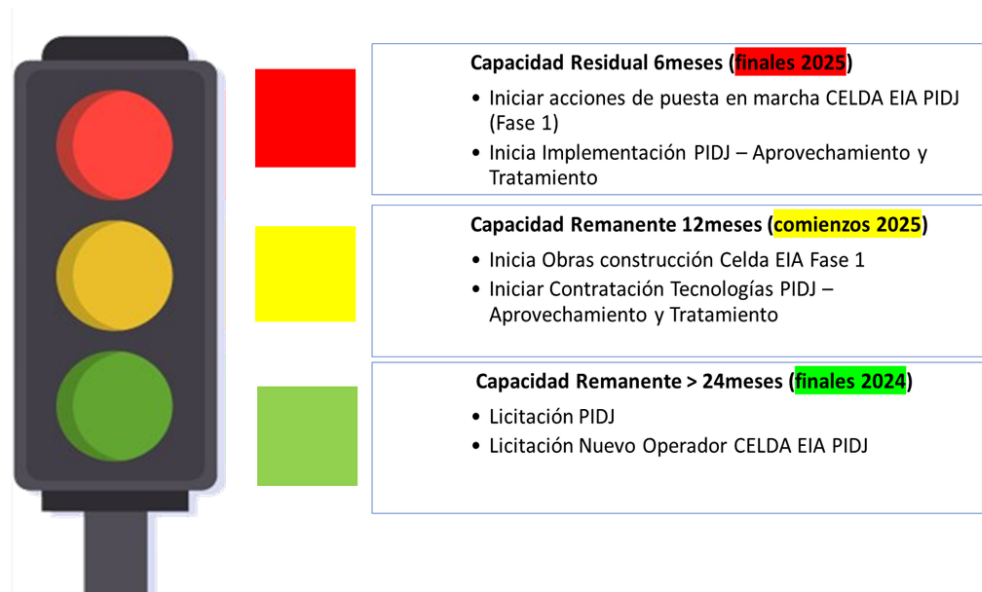 Capacidad Residual 6meses (finales 2025)
• Iniciar acciones de puesta en marcha CELDA EIA PIDJ
(Fase 1)
• Inicia Implementación PIDJ – Aprovechamiento y
Tratamiento
Capacidad Remanente 12meses (comienzos 2025)
• Inicia Obras construcción Celda EIA Fase 1
• Iniciar Contratación Tecnologías PIDJ –
Aprovechamiento y Tratamiento
Capacidad Remanente > 24meses (finales 2024)
• Licitación PIDJ
• Licitación Nuevo Operador CELDA EIA PIDJ